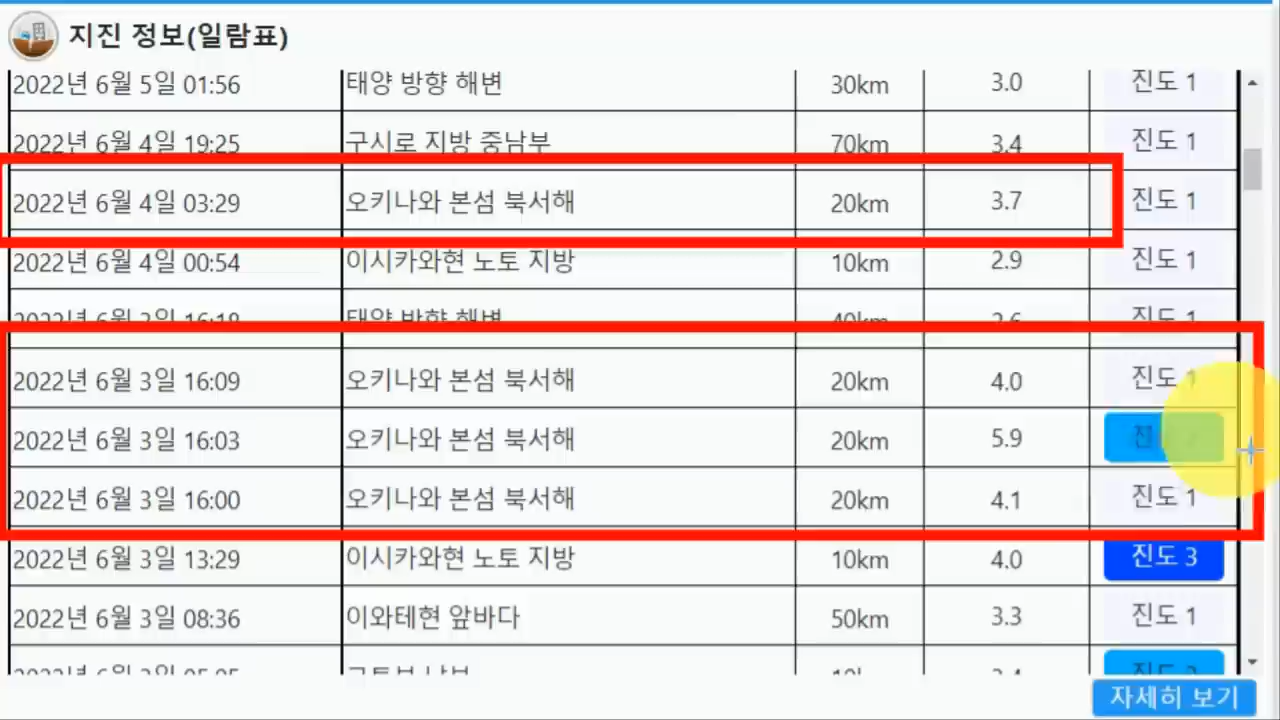 지진 정보(일람표)
2022년 6월 5일 01:56 태양 방향 해변 30km 3.0 진도 1
2022년 6월 4일 19:25 구시로 지방 중남부 70km 3.4 진도 1
2022년 6월 4일 03:29 오키나와 본섬 북서해 20km 3.7 진도 1
2022년 6월 4일 00:54 이시카와현 노토 지방 10km 2.9 진도 1
태양 방향 해변 40km 진도 1
2022년 6월 3일 16:09 오키나와 본섬 북서해 20km 4.0 진도 1
2022년 6월 3일 16:03 오키나와 본섬 북서해 20km 5.9
2022년 6월 3일 16:00 오키나와 본섬 북서해 20km 4.1 진도 1
2022년 6월 3일 13:29 이시카와현 노토 지방 10km 4.0 진도 3
2022년 6월 3일 08:36 이와테현 앞바다 50km 3.3 진도 1
자세히 보기